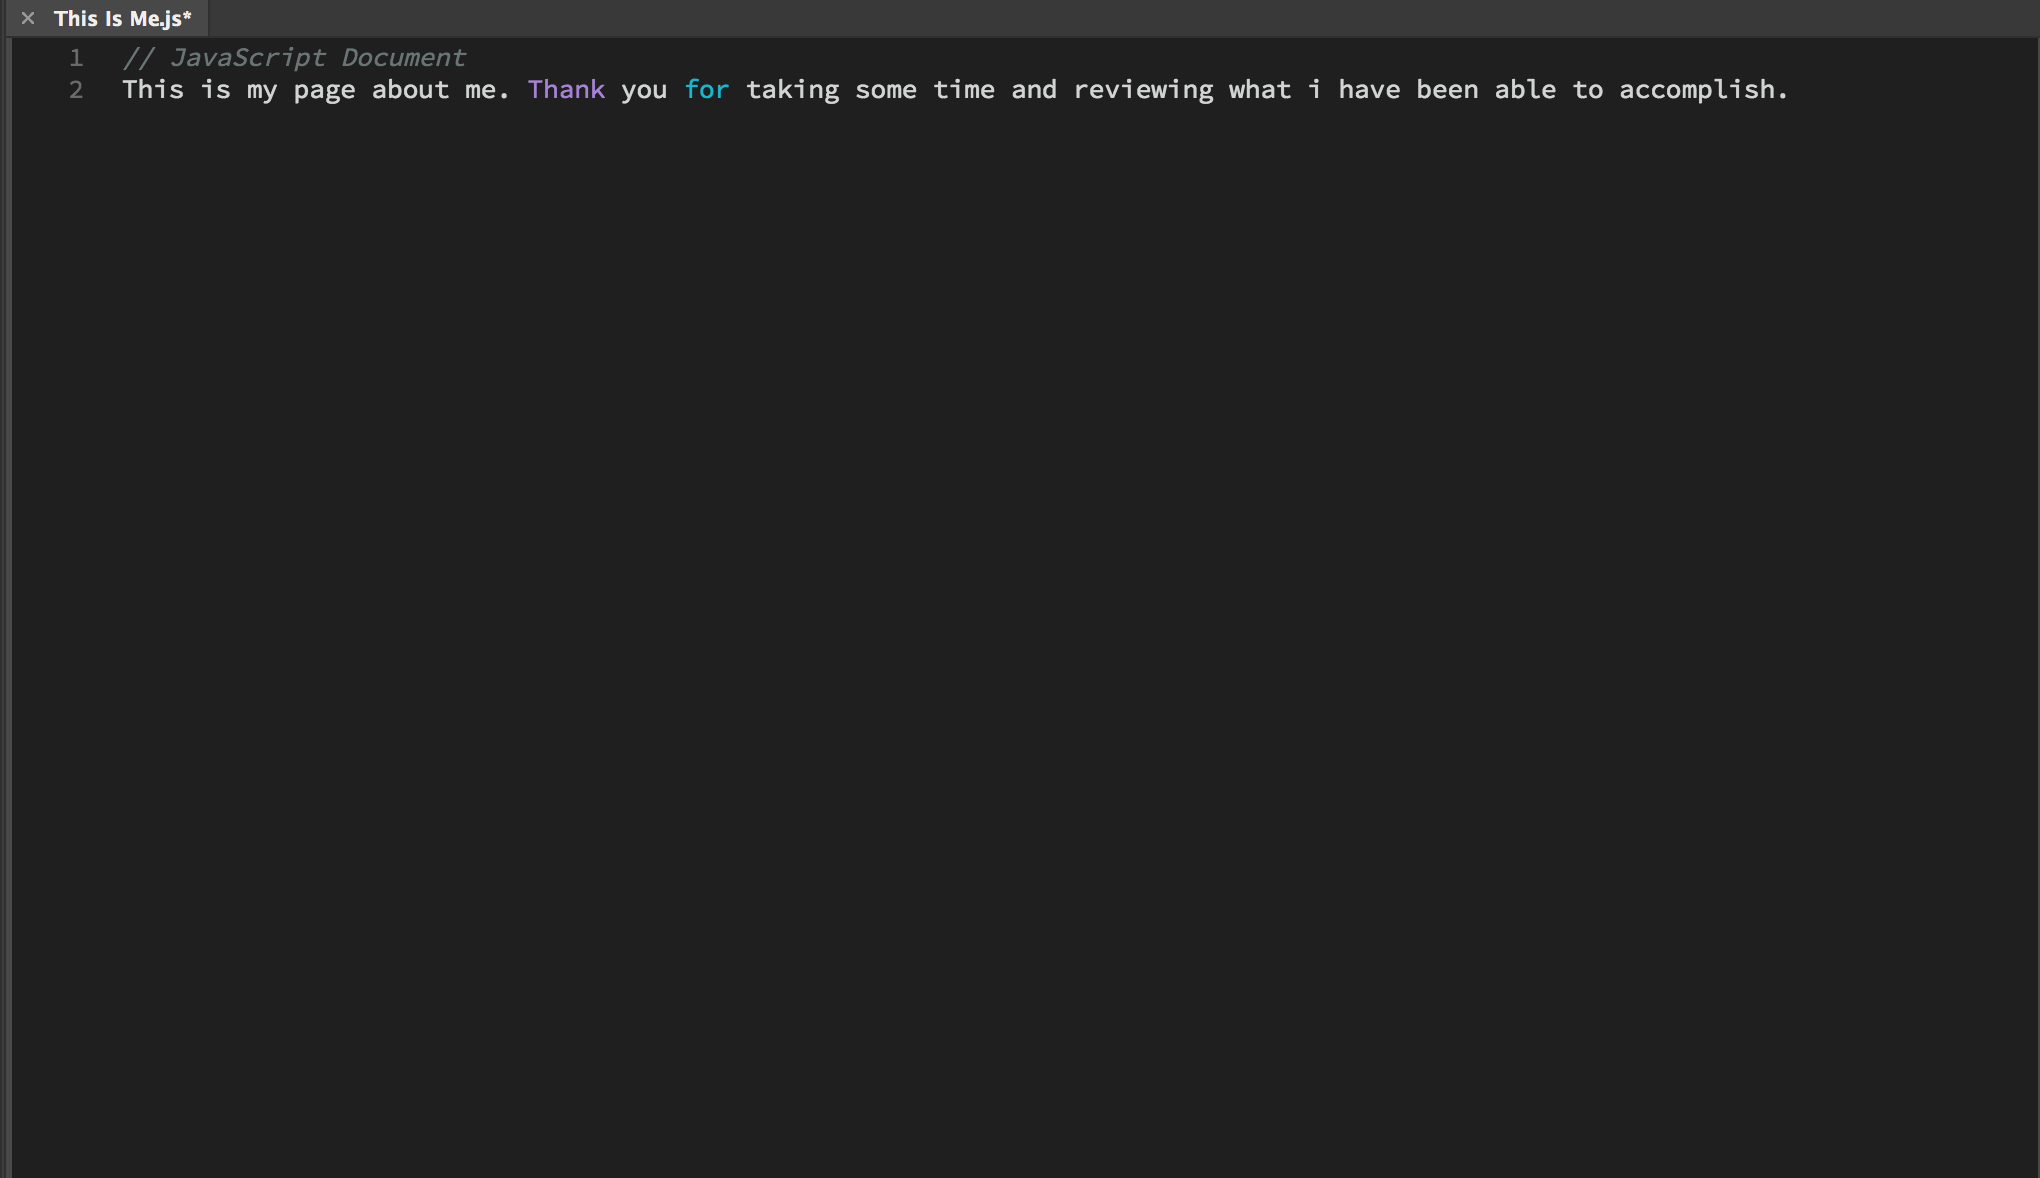 This Is Me.js*
1 // JavaScript Document
2 This is my page about me. Thank you for taking some time and reviewing what i have been able to accomplish.